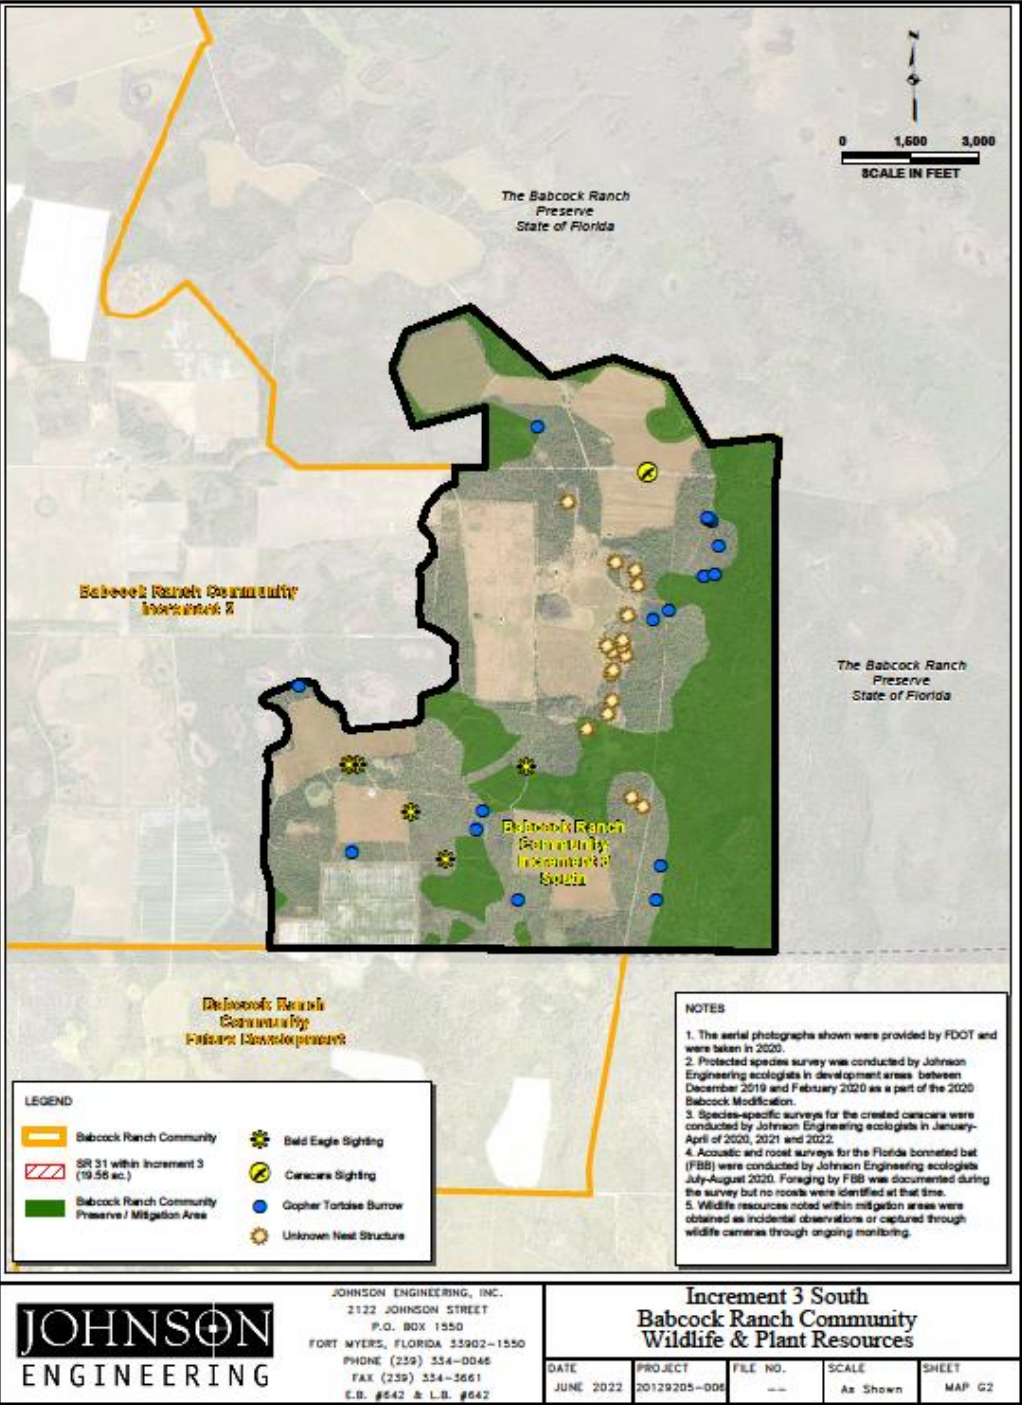 N
0 1,500 3,000
SCALE IN FEET
The Babcock Ranch
Preserve
State of Florida
Babcock Ranch Community
Increment 2
The Babcock Ranch
Preserve
State of Florida
Babcock Ranch
Community
Increment 3
South
Babcock Ranch
Community
Future Development
LEGEND
Babcock Ranch Community
SR 31 within Increment 3
(19.56 ac.)
Babcock Ranch Community
Preserve / Mitigation Area
Bald Eagle Sighting
Caracara Sighting
Gopher Tortoise Burrow
Unknown Nest Structure
NOTES
1. The aerial photographs shown were provided by FDOT and
were taken in 2020.
2. Protected species survey was conducted by Johnson
Engineering ecologists in development areas between
December 2019 and February 2020 as a part of the 2020
Babcock Modification.
3. Species-specific surveys for the crested caracara were
conducted by Johnson Engineering ecologists in January-
April of 2020, 2021 and 2022.
4. Acoustic and roost surveys for the Florida bonneted bat
(FBB) were conducted by Johnson Engineering ecologists
July-August 2020. Foraging by FBB was documented during
the survey but no roosts were identified at that time.
5. Wildlife resources noted within mitigation areas were
obtained as incidental observations or captured through
wildlife cameras through ongoing monitoring.
JOHNSON
ENGINEERING
JOHNSON ENGINEERING, INC.
2122 JOHNSON STREET
P.O. BOX 1550
FORT MYERS, FLORIDA 33902-1550
PHONE (239) 334-0046
FAX (239) 334-3661
E.B. #642 & L.B. #642
Increment 3 South
Babcock Ranch Community
Wildlife & Plant Resources
DATE
JUNE 2022
PROJECT
20129205-006
FILE NO.
--
SCALE
As Shown
SHEET
MAP G2